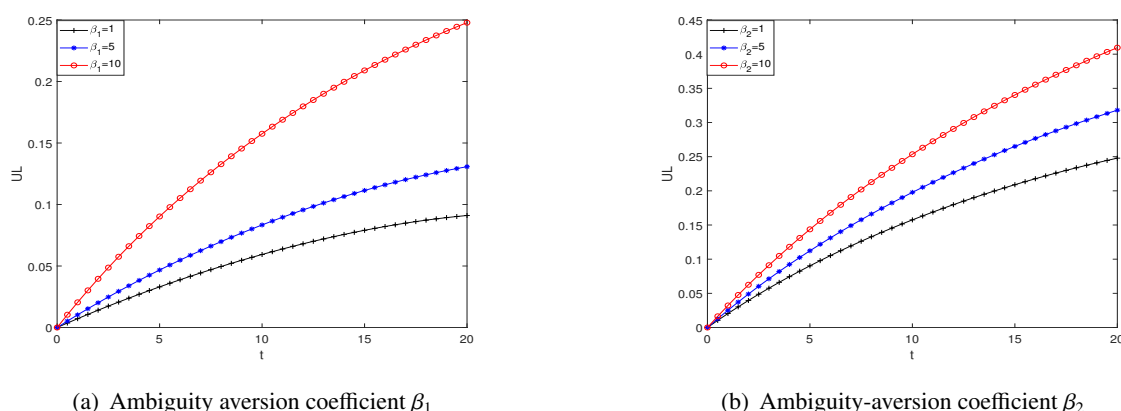 0.25
0.2
0.15
0.1
0.05
0
UL
0
5
10
15
20
t
β1=1
β1=5
β1=10
(a) Ambiguity aversion coefficient β1
0.45
0.4
0.35
0.3
0.25
0.2
0.15
0.1
0.05
0
UL
0
5
10
15
20
t
β2=1
β2=5
β2=10
(b) Ambiguity-aversion coefficient β2